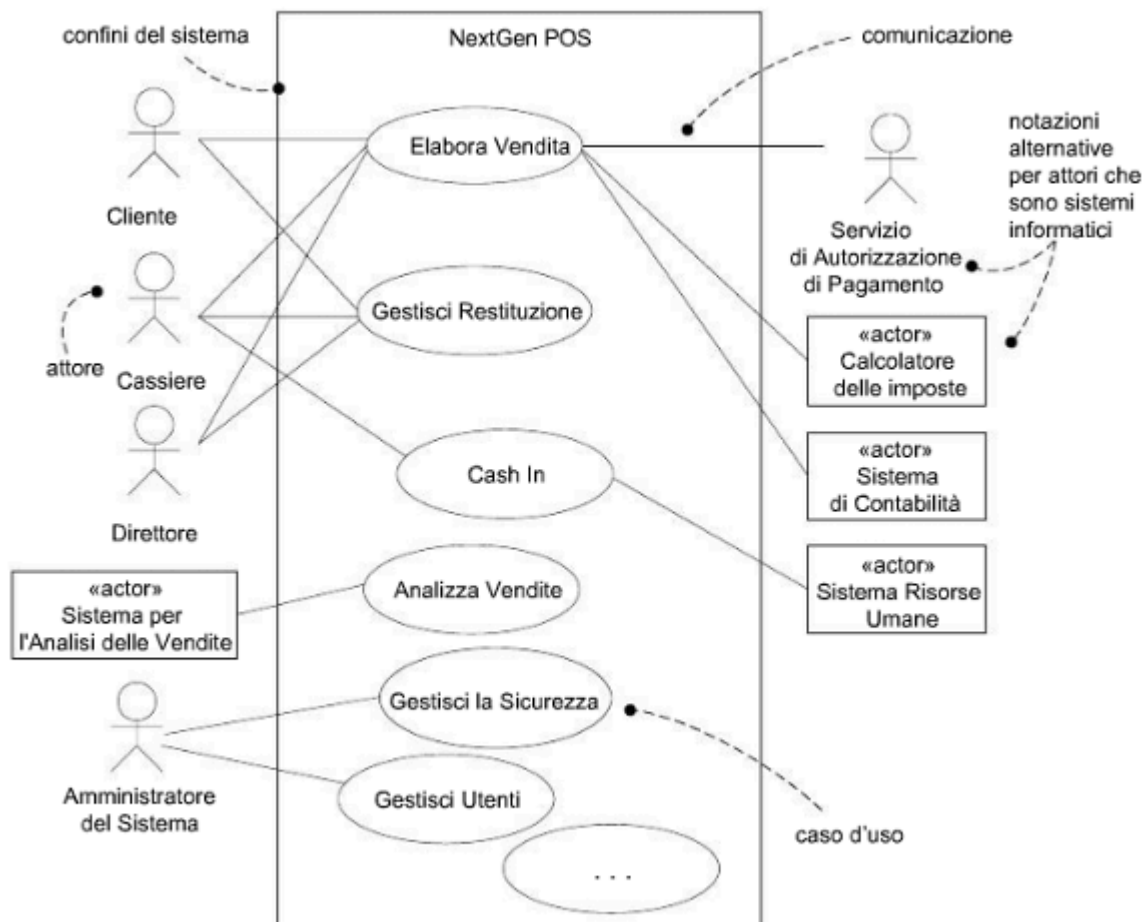 confini del sistema
NextGen POS
comunicazione
Cliente
Elabora Vendita
Servizio
di Autorizzazione
di Pagamento
notazioni
alternative
per attori che
sono sistemi
informatici
attore
Cassiere
Gestisci Restituzione
«actor»
Calcolatore
delle imposte
Direttore
Cash In
«actor»
Sistema
di Contabilità
«actor»
Sistema per
l'Analisi delle Vendite
Analizza Vendite
«actor»
Sistema Risorse
Umane
Amministratore
del Sistema
Gestisci la Sicurezza
Gestisci Utenti
caso d'uso
. . .